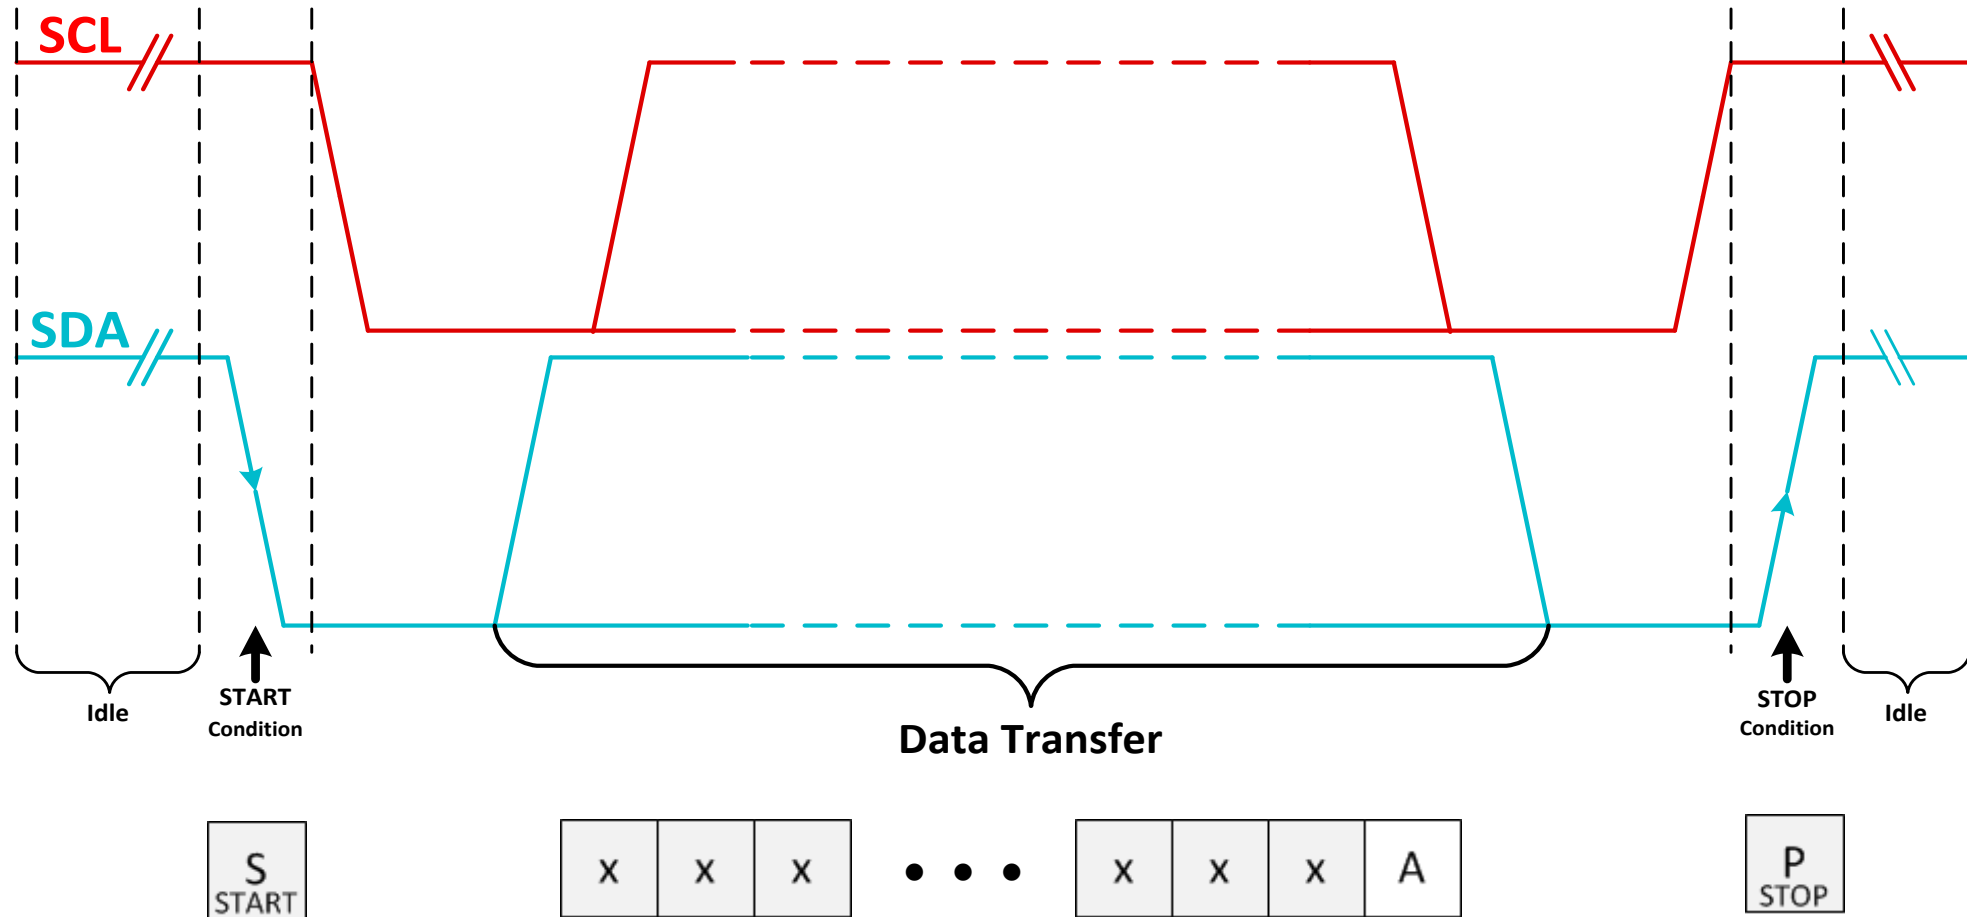 SCL
SDA
Idle
START
Condition
Data Transfer
STOP
Condition
Idle
S
START
X X X • • • X X X A
P
STOP